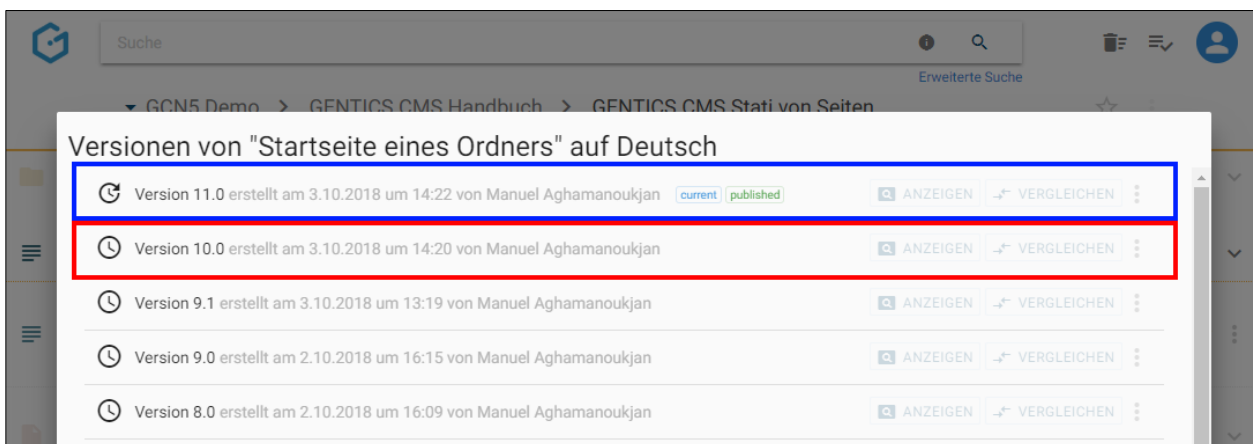 Suche
Erweiterte Suche
GCN5 Demo > GENTICS CMS Handbuch > GENTICS CMS Stati von Seiten
Versionen von "Startseite eines Ordners" auf Deutsch
Version 11.0 erstellt am 3.10.2018 um 14:22 von Manuel Aghamanoukjan current published ANZEIGEN VERGLEICHEN
Version 10.0 erstellt am 3.10.2018 um 14:20 von Manuel Aghamanoukjan ANZEIGEN VERGLEICHEN
Version 9.1 erstellt am 3.10.2018 um 13:19 von Manuel Aghamanoukjan ANZEIGEN VERGLEICHEN
Version 9.0 erstellt am 2.10.2018 um 16:15 von Manuel Aghamanoukjan ANZEIGEN VERGLEICHEN
Version 8.0 erstellt am 2.10.2018 um 16:09 von Manuel Aghamanoukjan ANZEIGEN VERGLEICHEN